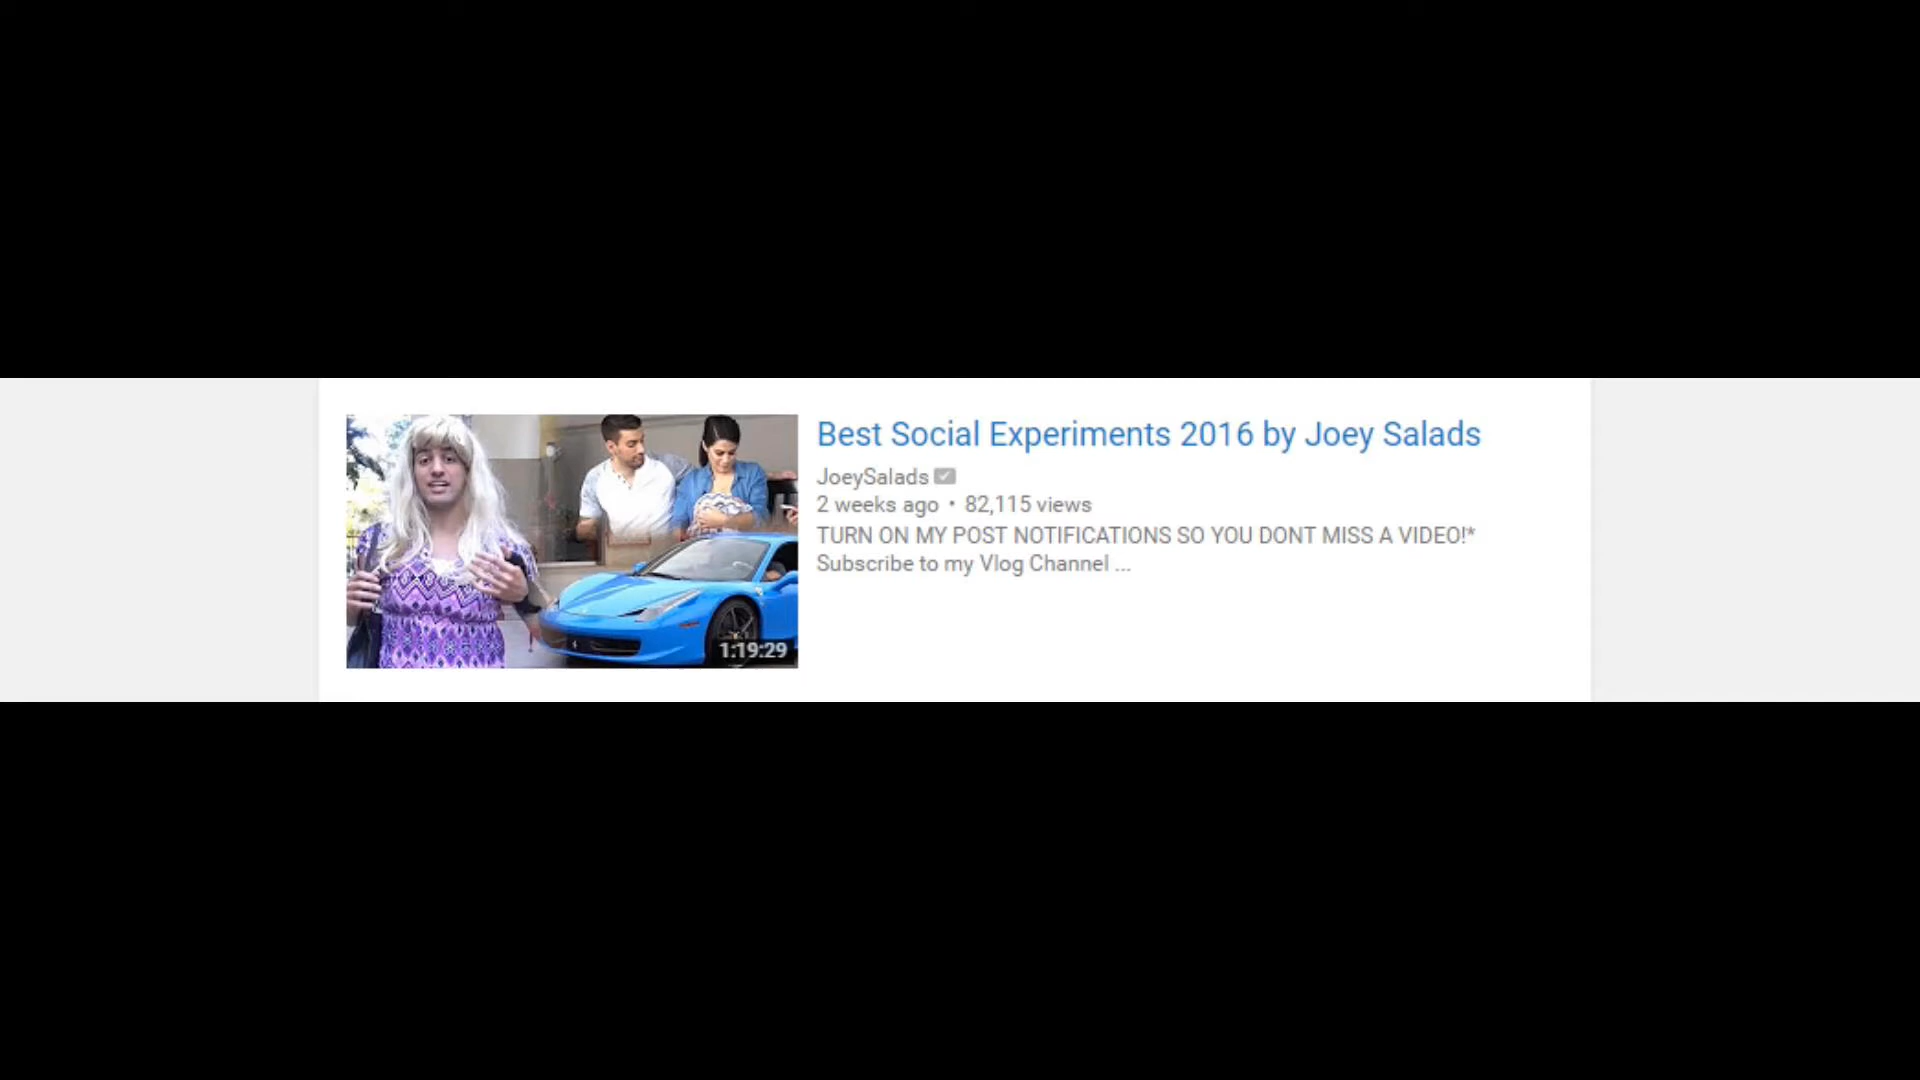 Best Social Experiments 2016 by Joey Salads
JoeySalads
2 weeks ago • 82,115 views
TURN ON MY POST NOTIFICATIONS SO YOU DONT MISS A VIDEO!*
Subscribe to my Vlog Channel ...
1:19:29